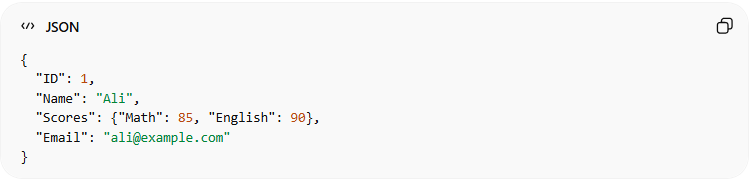 JSON
{
  "ID": 1,
  "Name": "Ali",
  "Scores": {"Math": 85, "English": 90},
  "Email": "ali@example.com"
}